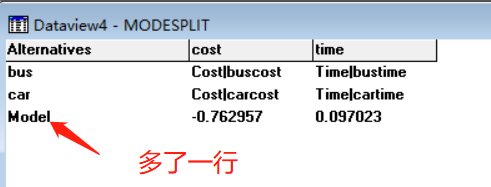 Dataview4 - MODESPLIT
Alternatives cost time
bus Cost|buscost Time|bustime
car Cost|carcost Time|cartime
Model -0.762957 0.097023
多了一行